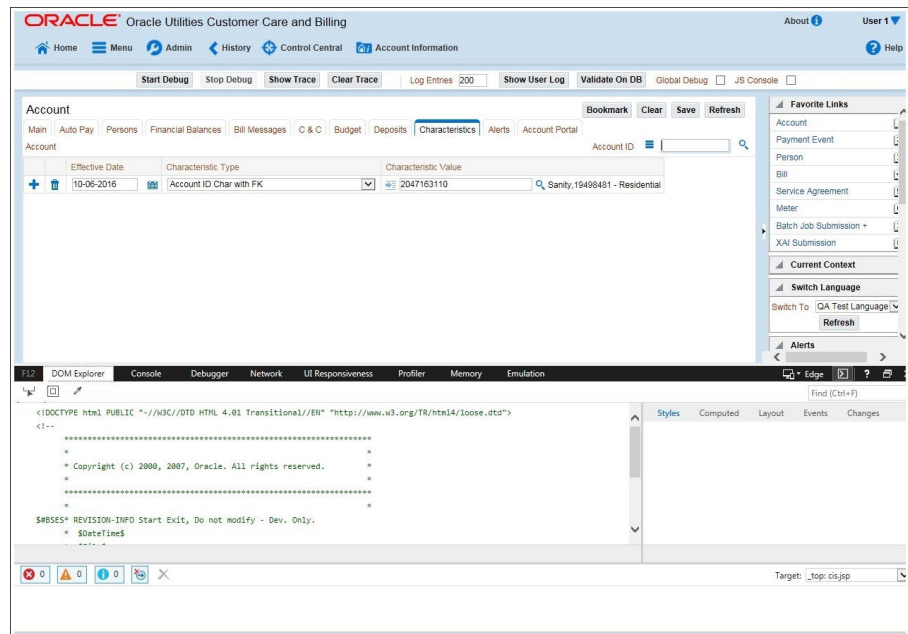 ORACLE® Oracle Utilities Customer Care and Billing
About User 1
Home Menu Admin History Control Central Account Information Help
Start Debug Stop Debug Show Trace Clear Trace Log Entries 200 Show User Log Validate On DB Global Debug JS Console
Account Bookmark Clear Save Refresh
Main Auto Pay Persons Financial Balances Bill Messages C & C Budget Deposits Characteristics Alerts Account Portal
Account Account ID
Effective Date Characteristic Type Characteristic Value
10-06-2016 Account ID Char with FK 2047163110 Sanity,19498481 - Residential
Favorite Links
Account
Payment Event
Person
Bill
Service Agreement
Meter
Batch Job Submission +
XAI Submission
Current Context
Switch Language
Switch To QA Test Language
Refresh
Alerts
F12 DOM Explorer Console Debugger Network UI Responsiveness Profiler Memory Emulation Edge ?
Find (Ctrl+F)
<!DOCTYPE html PUBLIC "-//W3C//DTD HTML 4.01 Transitional//EN" "http://www.w3.org/TR/html4/loose.dtd">
<!--
*******************************************************************
* *
* Copyright (c) 2000, 2007, Oracle. All rights reserved. *
* *
*******************************************************************
* *
$#BSES* REVISION-INFO Start Exit, Do not modify - Dev. Only.
* $DateTime$
Styles Computed Layout Events Changes
0 0 0
Target: _top: cis.jsp